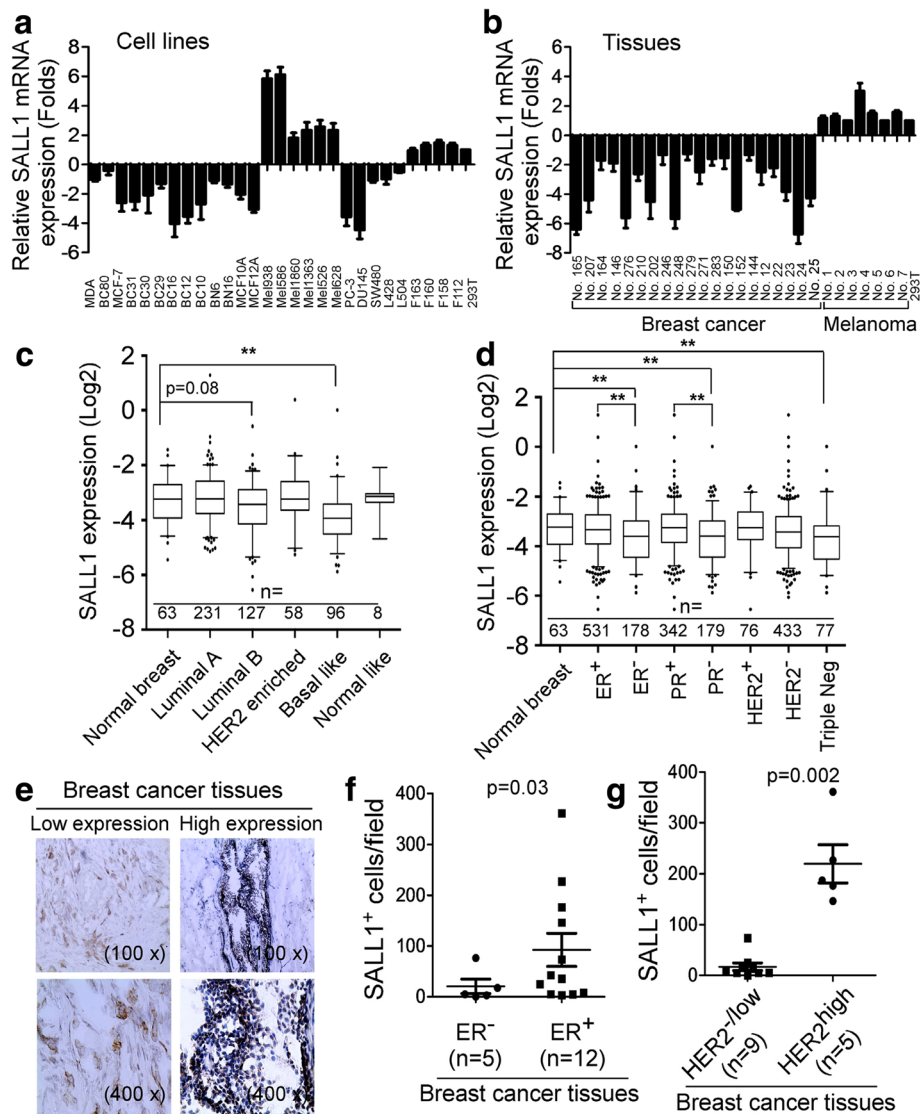 a
Cell lines
Relative SALL1 mRNA
expression (Folds)
8
6
4
2
0
-2
-4
-6
MDA
BC80
MCF-7
BC31
BC30
BC29
BC16
BC12
BC10
BN6
BN16
MCF10A
MCF12A
Mel938
Mel586
Mel1860
Mel1363
Mel526
Mel628
PC-3
DU145
SW480
L428
L504
F163
F160
F158
F112
293T
b
Tissues
Relative SALL1 mRNA
expression (Folds)
6
4
2
0
-2
-4
-6
-8
No. 165
No. 207
No. 164
No. 146
No. 276
No. 210
No. 202
No. 246
No. 248
No. 279
No. 271
No. 283
No. 150
No. 152
No. 144
No. 12
No. 22
No. 23
No. 24
No. 25
No. 1
No. 2
No. 3
No. 4
No. 5
No. 6
No. 7
293T
Breast cancer
Melanoma
c
SALL1 expression (Log2)
2
0
-2
-4
-6
-8
**
p=0.08
n=
63 231 127 58 96 8
Normal breast
Luminal A
Luminal B
HER2 enriched
Basal like
Normal like
d
SALL1 expression (Log2)
2
0
-2
-4
-6
-8
**
**
**
** **
n=
63 531 178 342 179 76 433 77
Normal breast
ER+
ER-
PR+
PR-
HER2+
HER2-
Triple Neg
e
Breast cancer tissues
Low expression High expression
(100 x) (100 x)
(400 x) (400 x)
f
p=0.03
SALL1+ cells/field
400
300
200
100
0
ER-
(n=5)
ER+
(n=12)
Breast cancer tissues
g
p=0.002
SALL1+ cells/field
400
300
200
100
0
HER2-/low
(n=9)
HER2high
(n=5)
Breast cancer tissues